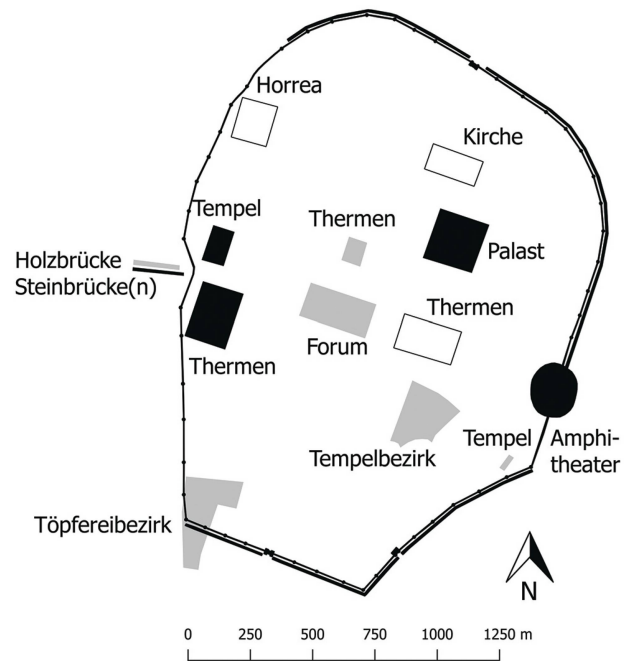 Horrea
Kirche
Tempel
Thermen
Holzbrücke
Steinbrücke(n)
Palast
Thermen
Forum
Thermen
Tempelbezirk
Tempel
Amphi-
theater
Töpfereibezirk
N
0 250 500 750 1000 1250 m